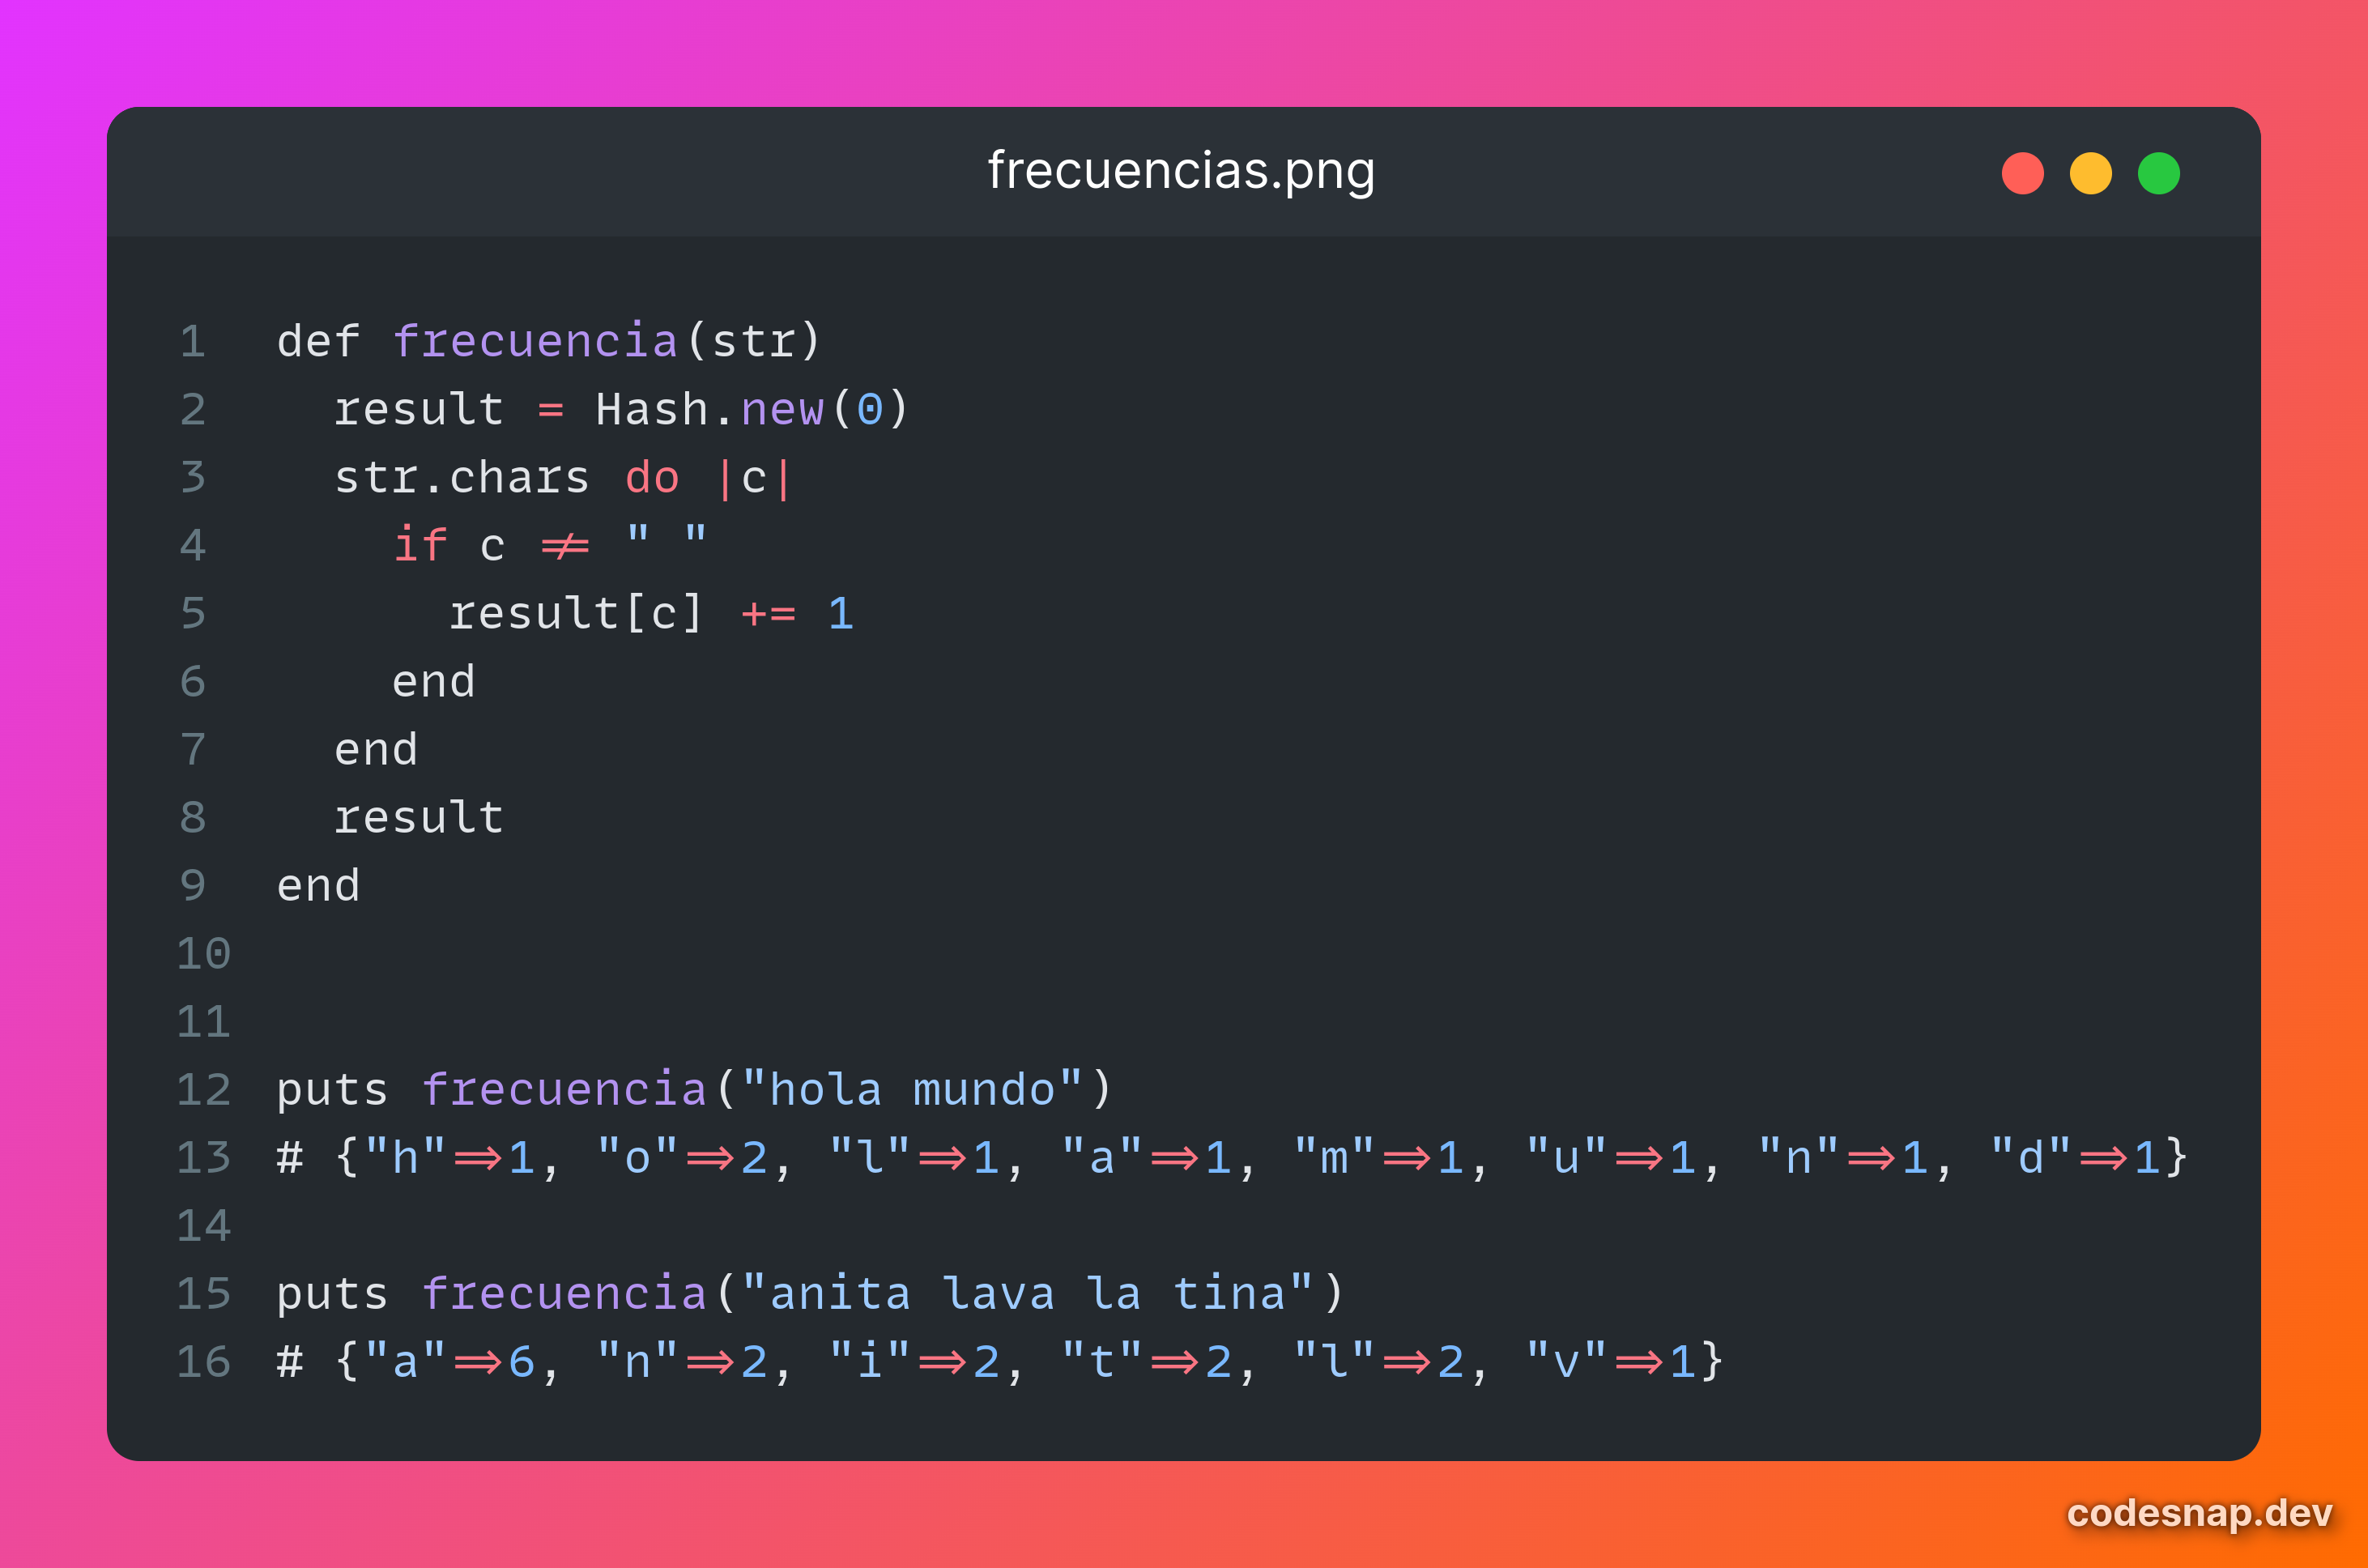 frecuencias.png
1 def frecuencia(str)
2   result = Hash.new(0)
3   str.chars do |c|
4     if c != " "
5       result[c] += 1
6     end
7   end
8   result
9 end
10
11
12 puts frecuencia("hola mundo")
13 # {"h"=>1, "o"=>2, "l"=>1, "a"=>1, "m"=>1, "u"=>1, "n"=>1, "d"=>1}
14
15 puts frecuencia("anita lava la tina")
16 # {"a"=>6, "n"=>2, "i"=>2, "t"=>2, "l"=>2, "v"=>1}
codesnap.dev